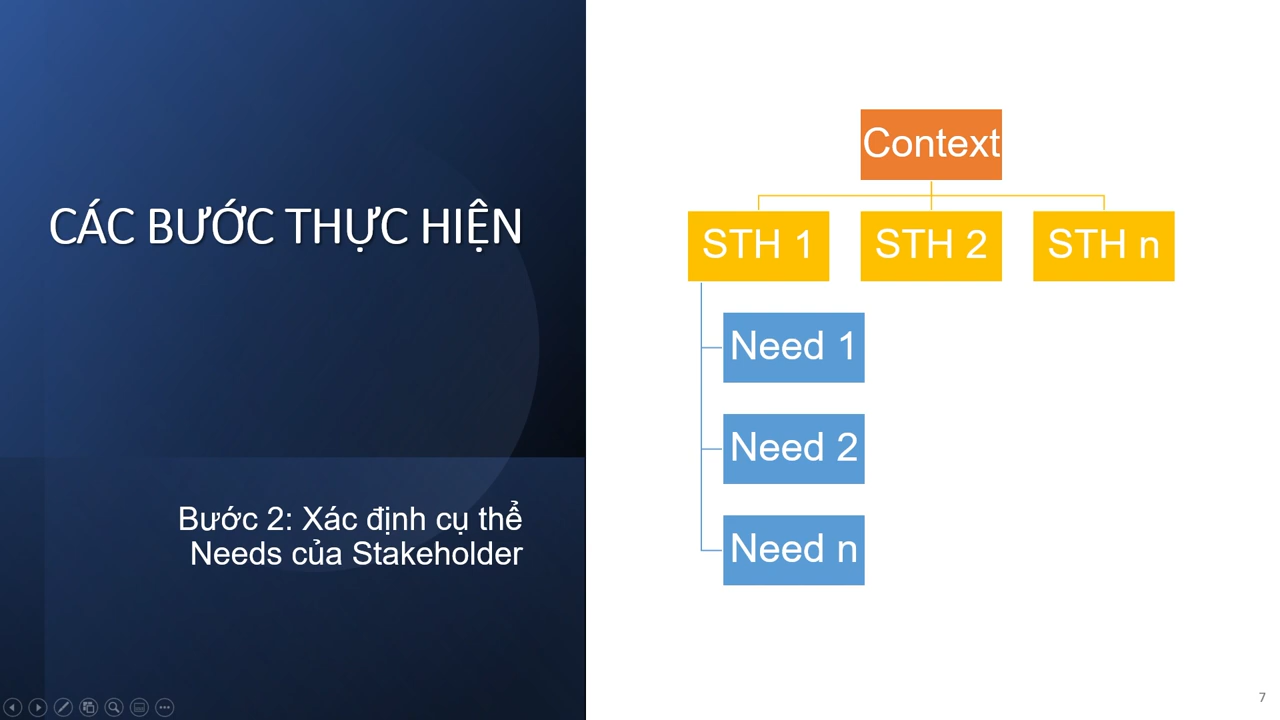 CÁC BƯỚC THỰC HIỆN
Bước 2: Xác định cụ thể
Needs của Stakeholder
Context
STH 1
STH 2
STH n
Need 1
Need 2
Need n
7